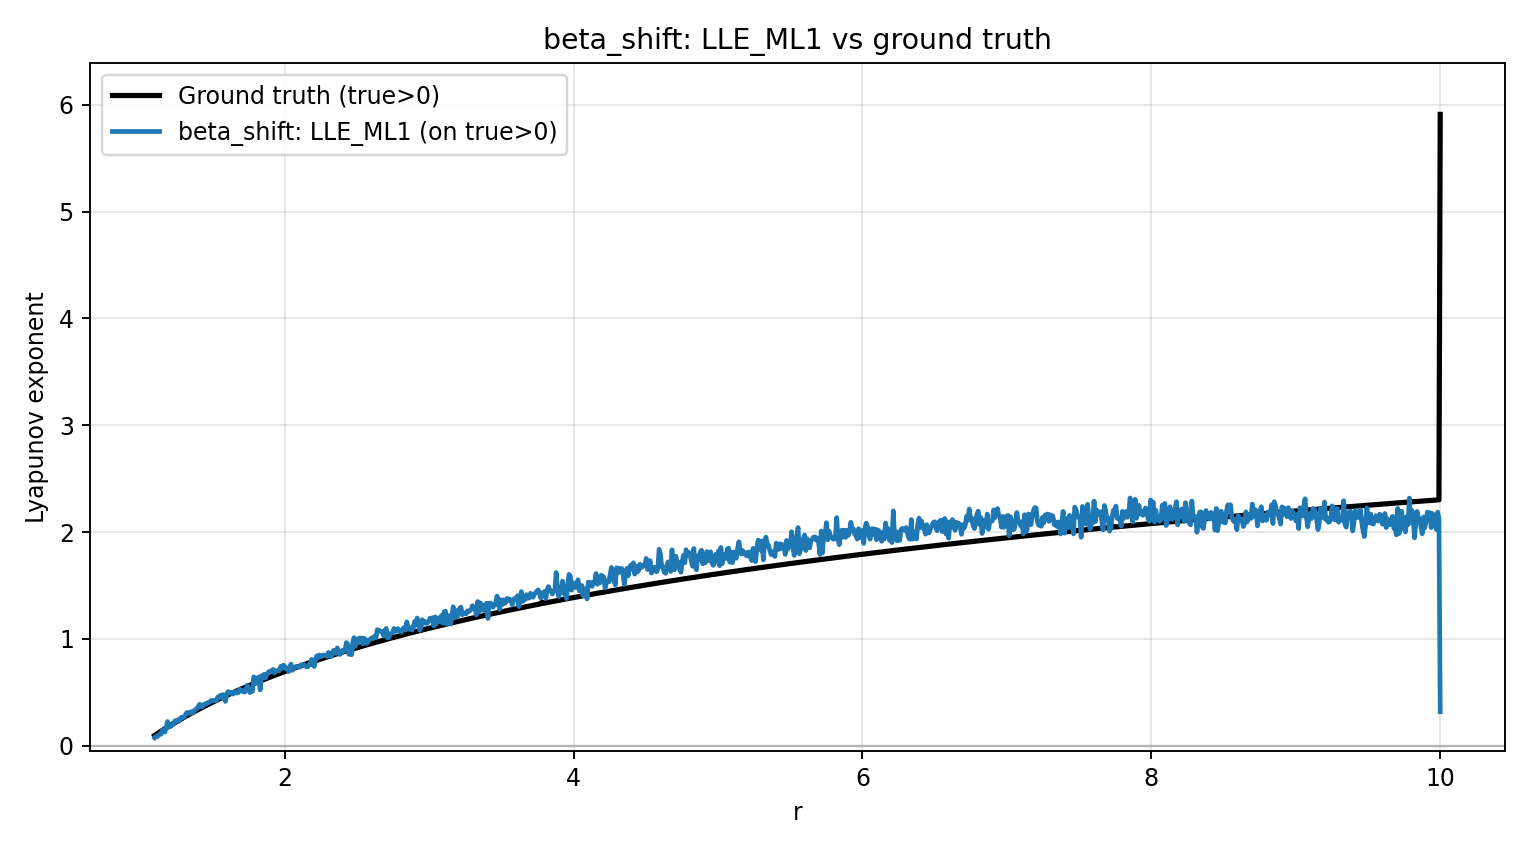 beta_shift: LLE_ML1 vs ground truth
Ground truth (true>0)
beta_shift: LLE_ML1 (on true>0)
Lyapunov exponent
6
5
4
3
2
1
0
2 4 6 8 10
r